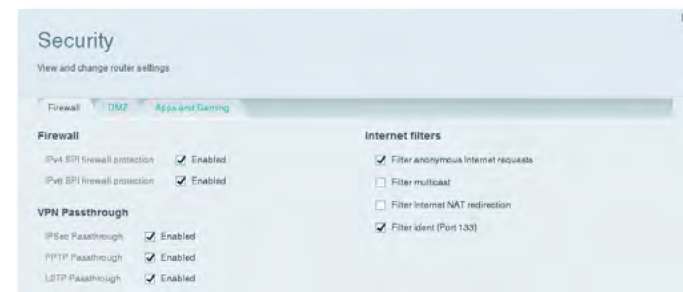 Security
View and change router settings
Firewall
DMZ
Apps and Gaming
Firewall
IPv4 SPI firewall protection
Enabled
IPv6 SPI firewall protection
Enabled
VPN Passthrough
IPSec Passthrough
Enabled
PPTP Passthrough
Enabled
L2TP Passthrough
Enabled
Internet filters
Filter anonymous Internet requests
Filter multicast
Filter Internet NAT redirection
Filter ident (Port 133)